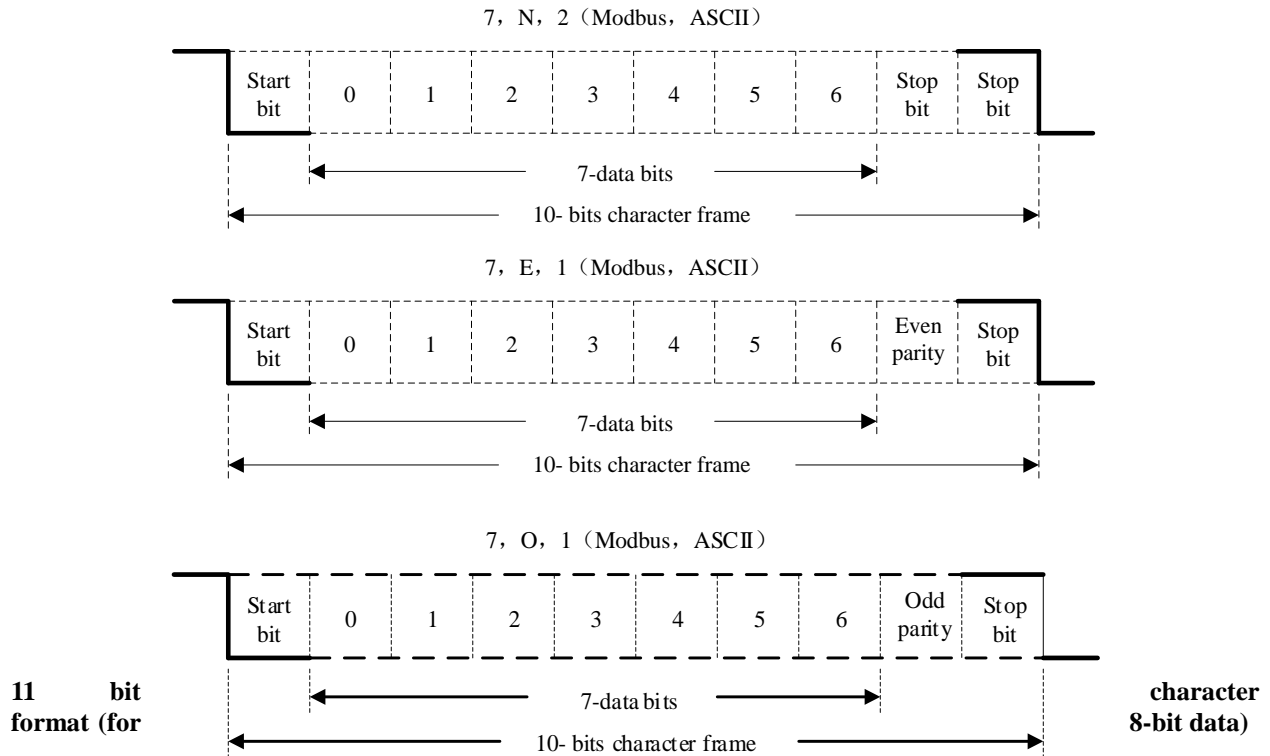 7，N，2（Modbus，ASCII）
Start bit 0 1 2 3 4 5 6 Stop bit Stop bit
7-data bits
10- bits character frame
7，E，1（Modbus，ASCII）
Start bit 0 1 2 3 4 5 6 Even parity Stop bit
7-data bits
10- bits character frame
7，O，1（Modbus，ASCII）
Start bit 0 1 2 3 4 5 6 Odd parity Stop bit
7-data bits
10- bits character frame
11 bit character
format (for 8-bit data)